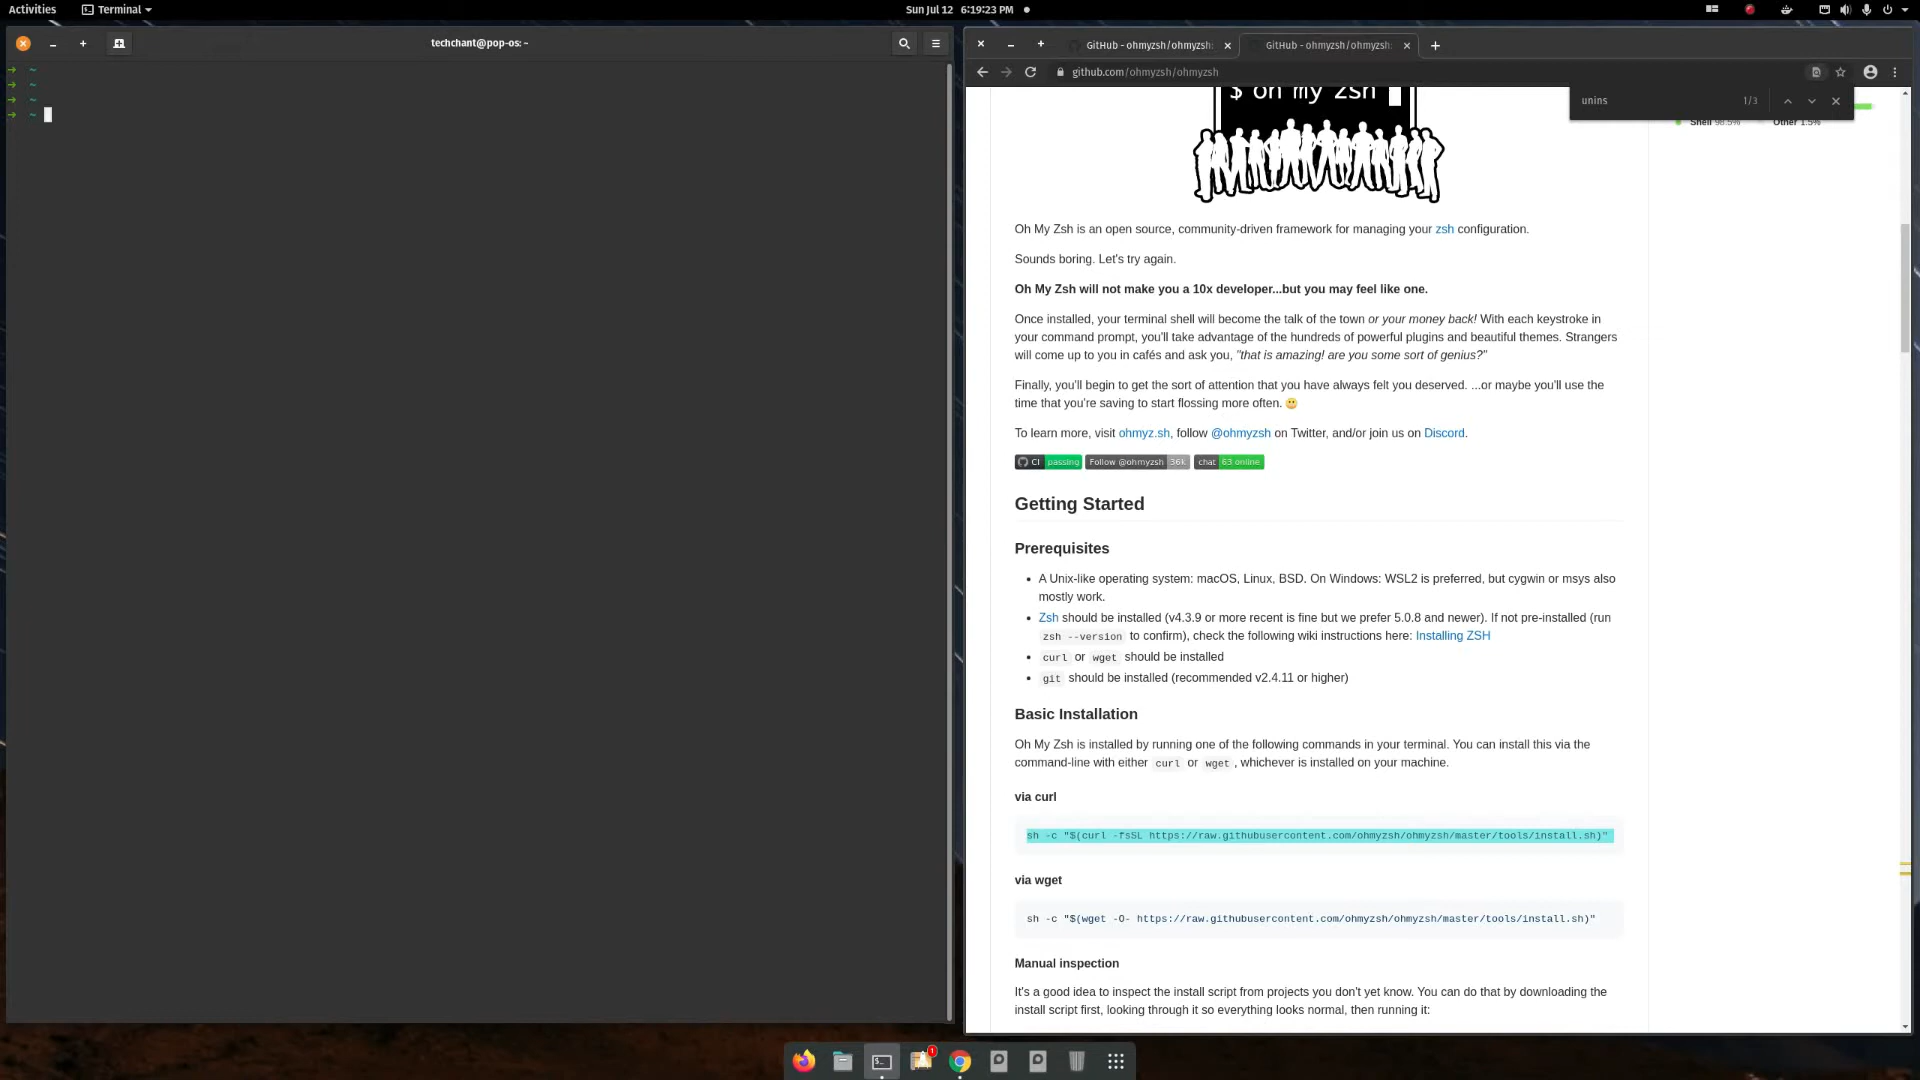 Activities
Terminal
Sun Jul 12 6:19:23 PM
techchant@pop-os: ~
➜ ~
➜ ~
➜ ~
➜ ~
GitHub - ohmyzsh/ohmyzsh:
GitHub - ohmyzsh/ohmyzsh:
github.com/ohmyzsh/ohmyzsh
unins
1/3
Shell 98.5%
Other 1.5%
$ oh my zsh
Oh My Zsh is an open source, community-driven framework for managing your zsh configuration.
Sounds boring. Let's try again.
Oh My Zsh will not make you a 10x developer...but you may feel like one.
Once installed, your terminal shell will become the talk of the town or your money back! With each keystroke in
your command prompt, you'll take advantage of the hundreds of powerful plugins and beautiful themes. Strangers
will come up to you in cafés and ask you, "that is amazing! are you some sort of genius?"
Finally, you'll begin to get the sort of attention that you have always felt you deserved. ...or maybe you'll use the
time that you're saving to start flossing more often. 😬
To learn more, visit ohmyz.sh, follow @ohmyzsh on Twitter, and/or join us on Discord.
CI passing Follow @ohmyzsh 36k chat 63 online
Getting Started
Prerequisites
• A Unix-like operating system: macOS, Linux, BSD. On Windows: WSL2 is preferred, but cygwin or msys also
mostly work.
• Zsh should be installed (v4.3.9 or more recent is fine but we prefer 5.0.8 and newer). If not pre-installed (run
zsh --version to confirm), check the following wiki instructions here: Installing ZSH
• curl or wget should be installed
• git should be installed (recommended v2.4.11 or higher)
Basic Installation
Oh My Zsh is installed by running one of the following commands in your terminal. You can install this via the
command-line with either curl or wget, whichever is installed on your machine.
via curl
sh -c "$(curl -fsSL https://raw.githubusercontent.com/ohmyzsh/ohmyzsh/master/tools/install.sh)"
via wget
sh -c "$(wget -O- https://raw.githubusercontent.com/ohmyzsh/ohmyzsh/master/tools/install.sh)"
Manual inspection
It's a good idea to inspect the install script from projects you don't yet know. You can do that by downloading the
install script first, looking through it so everything looks normal, then running it:
1